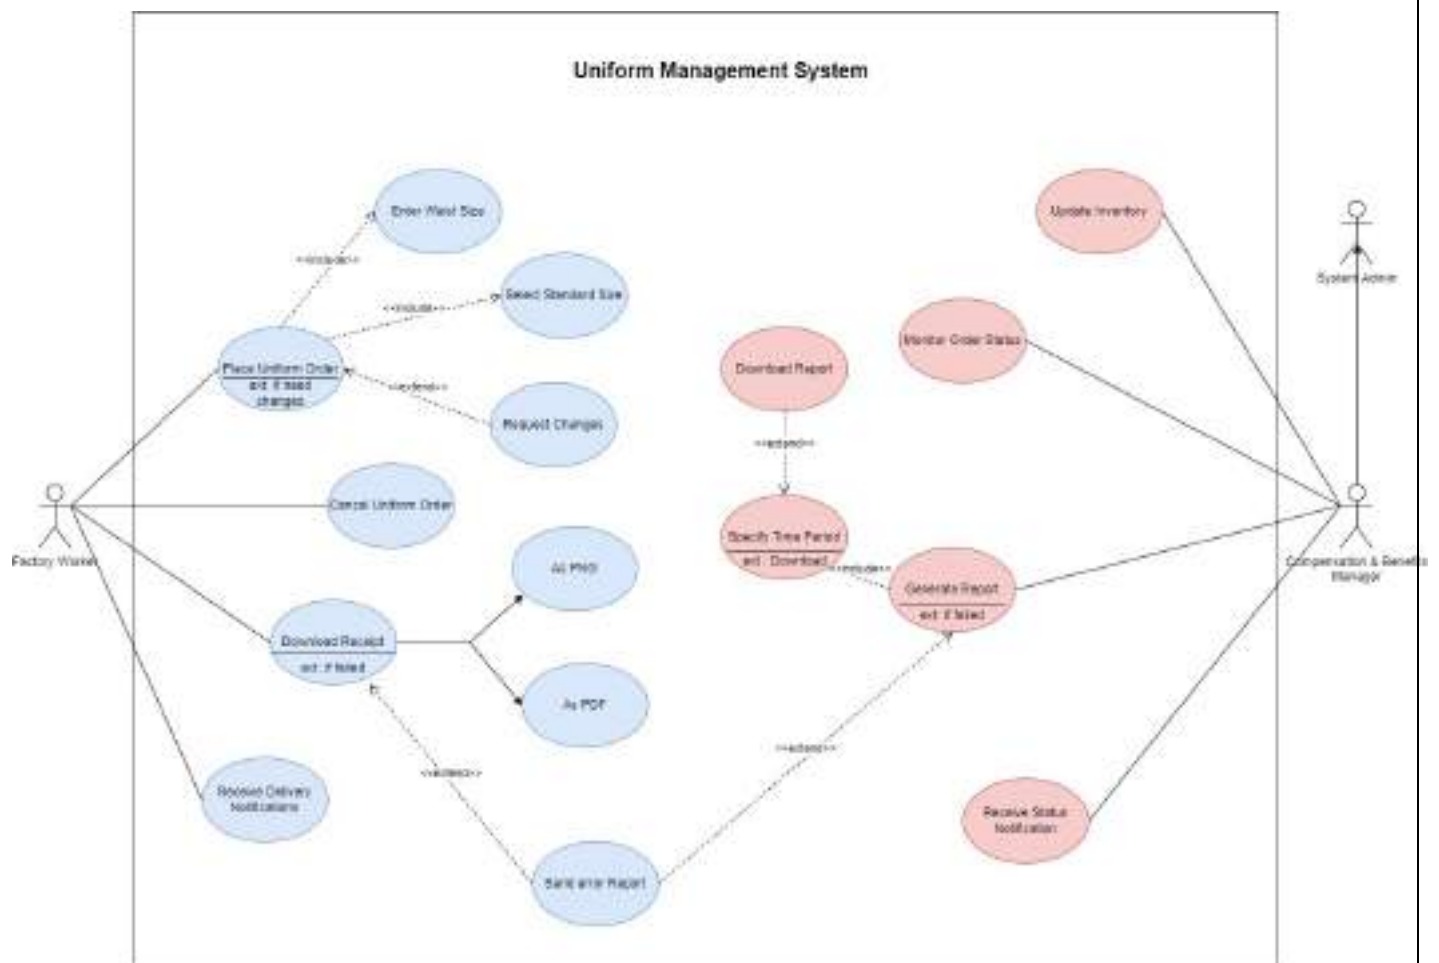 Uniform Management System
Enter Waist Size
Update Inventory
<<include>>
System Admin
Select Standard Size
<<include>>
Place Uniform Order
ext: if need
changes
Monitor Order Status
Download Report
<<extend>>
Request Changes
<<extend>>
Cancel Uniform Order
Factory Worker
Specify Time Period
ext: Download
<<include>>
Compensation & Benefits
Manager
As PNG
Generate Report
ext: if failed
Download Receipt
ext: if failed
As PDF
<<extend>>
<<extend>>
Receive Delivery
Notifications
Receive Status
Notification
Send error Report